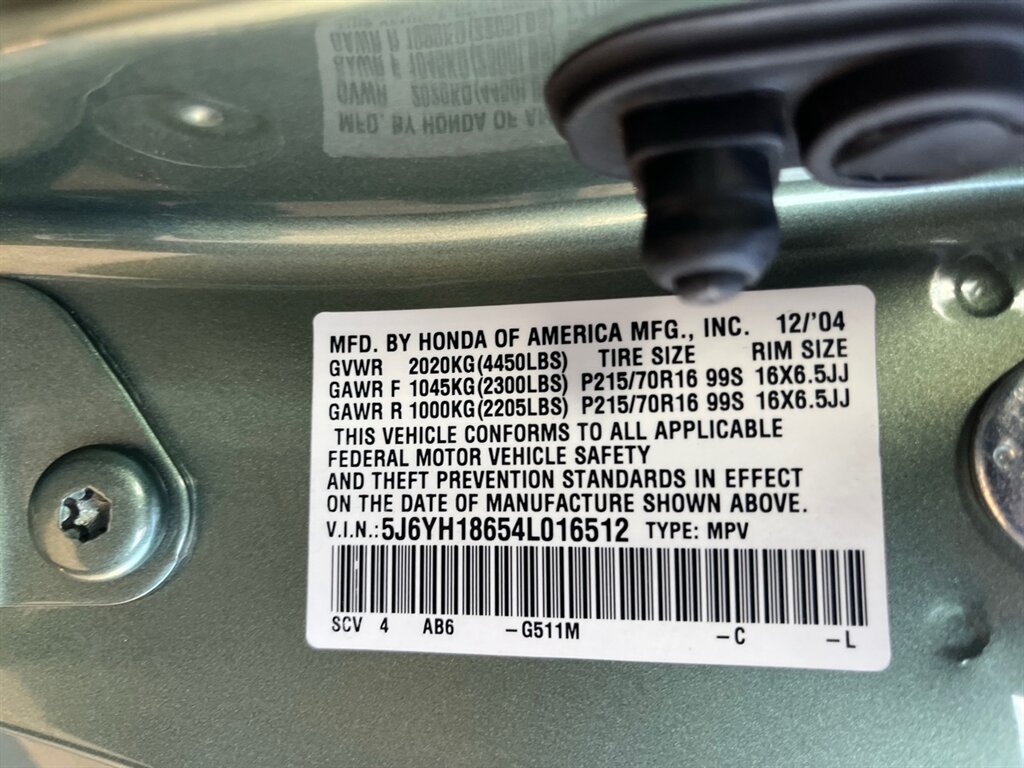 MFD. BY HONDA OF AMERICA MFG., INC. 12/'04
GVWR 2020KG(4450LBS) TIRE SIZE RIM SIZE
GAWR F 1045KG(2300LBS) P215/70R16 99S 16X6.5JJ
GAWR R 1000KG(2205LBS) P215/70R16 99S 16X6.5JJ
THIS VEHICLE CONFORMS TO ALL APPLICABLE
FEDERAL MOTOR VEHICLE SAFETY
AND THEFT PREVENTION STANDARDS IN EFFECT
ON THE DATE OF MANUFACTURE SHOWN ABOVE.
V.I.N.: 5J6YH18654L016512 TYPE: MPV
SCV 4 AB6 -G511M -C -L